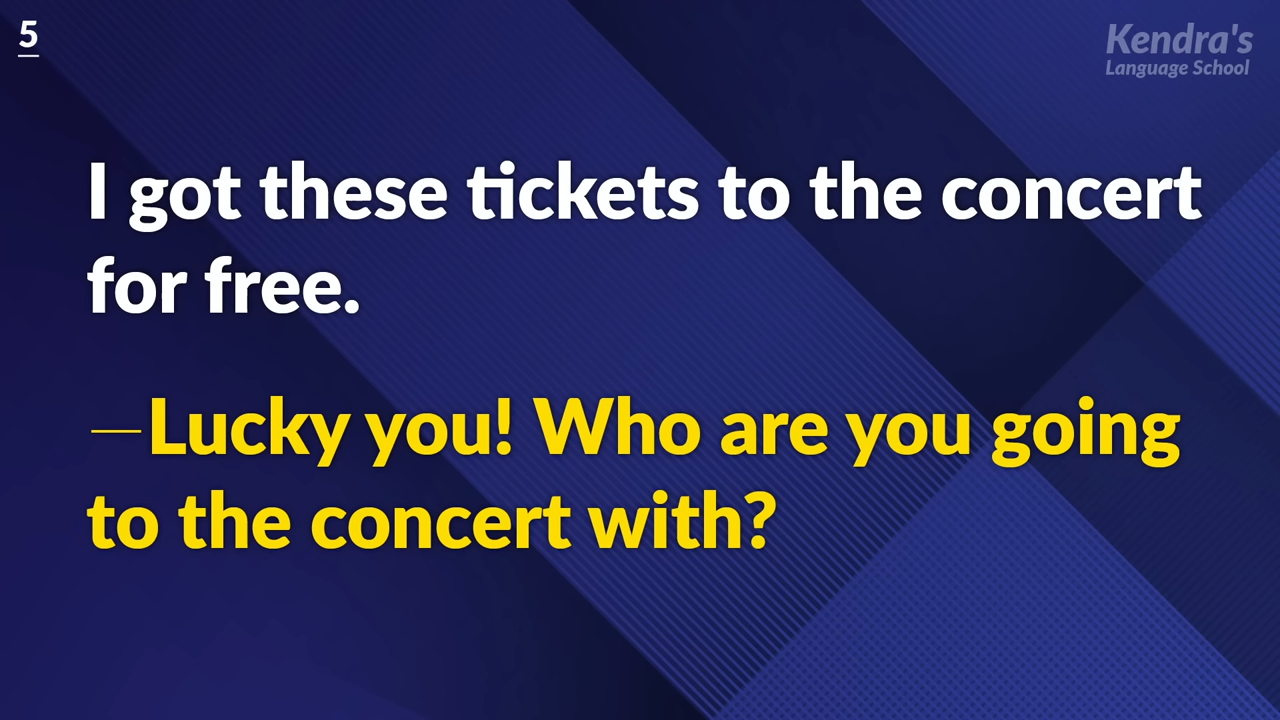 5
Kendra's
Language School
I got these tickets to the concert
for free.
—Lucky you! Who are you going
to the concert with?